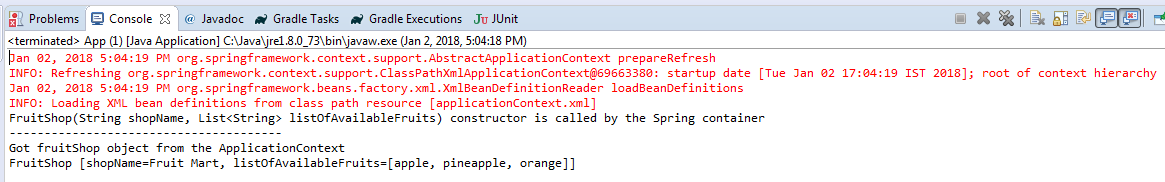 Problems Console Javadoc Gradle Tasks Gradle Executions JUnit
<terminated> App (1) [Java Application] C:\Java\jre1.8.0_73\bin\javaw.exe (Jan 2, 2018, 5:04:18 PM)
Jan 02, 2018 5:04:19 PM org.springframework.context.support.AbstractApplicationContext prepareRefresh
INFO: Refreshing org.springframework.context.support.ClassPathXmlApplicationContext@69663380: startup date [Tue Jan 02 17:04:19 IST 2018]; root of context hierarchy
Jan 02, 2018 5:04:19 PM org.springframework.beans.factory.xml.XmlBeanDefinitionReader loadBeanDefinitions
INFO: Loading XML bean definitions from class path resource [applicationContext.xml]
FruitShop(String shopName, List<String> listOfAvailableFruits) constructor is called by the Spring container
---------------------------------------
Got fruitShop object from the ApplicationContext
FruitShop [shopName=Fruit Mart, listOfAvailableFruits=[apple, pineapple, orange]]